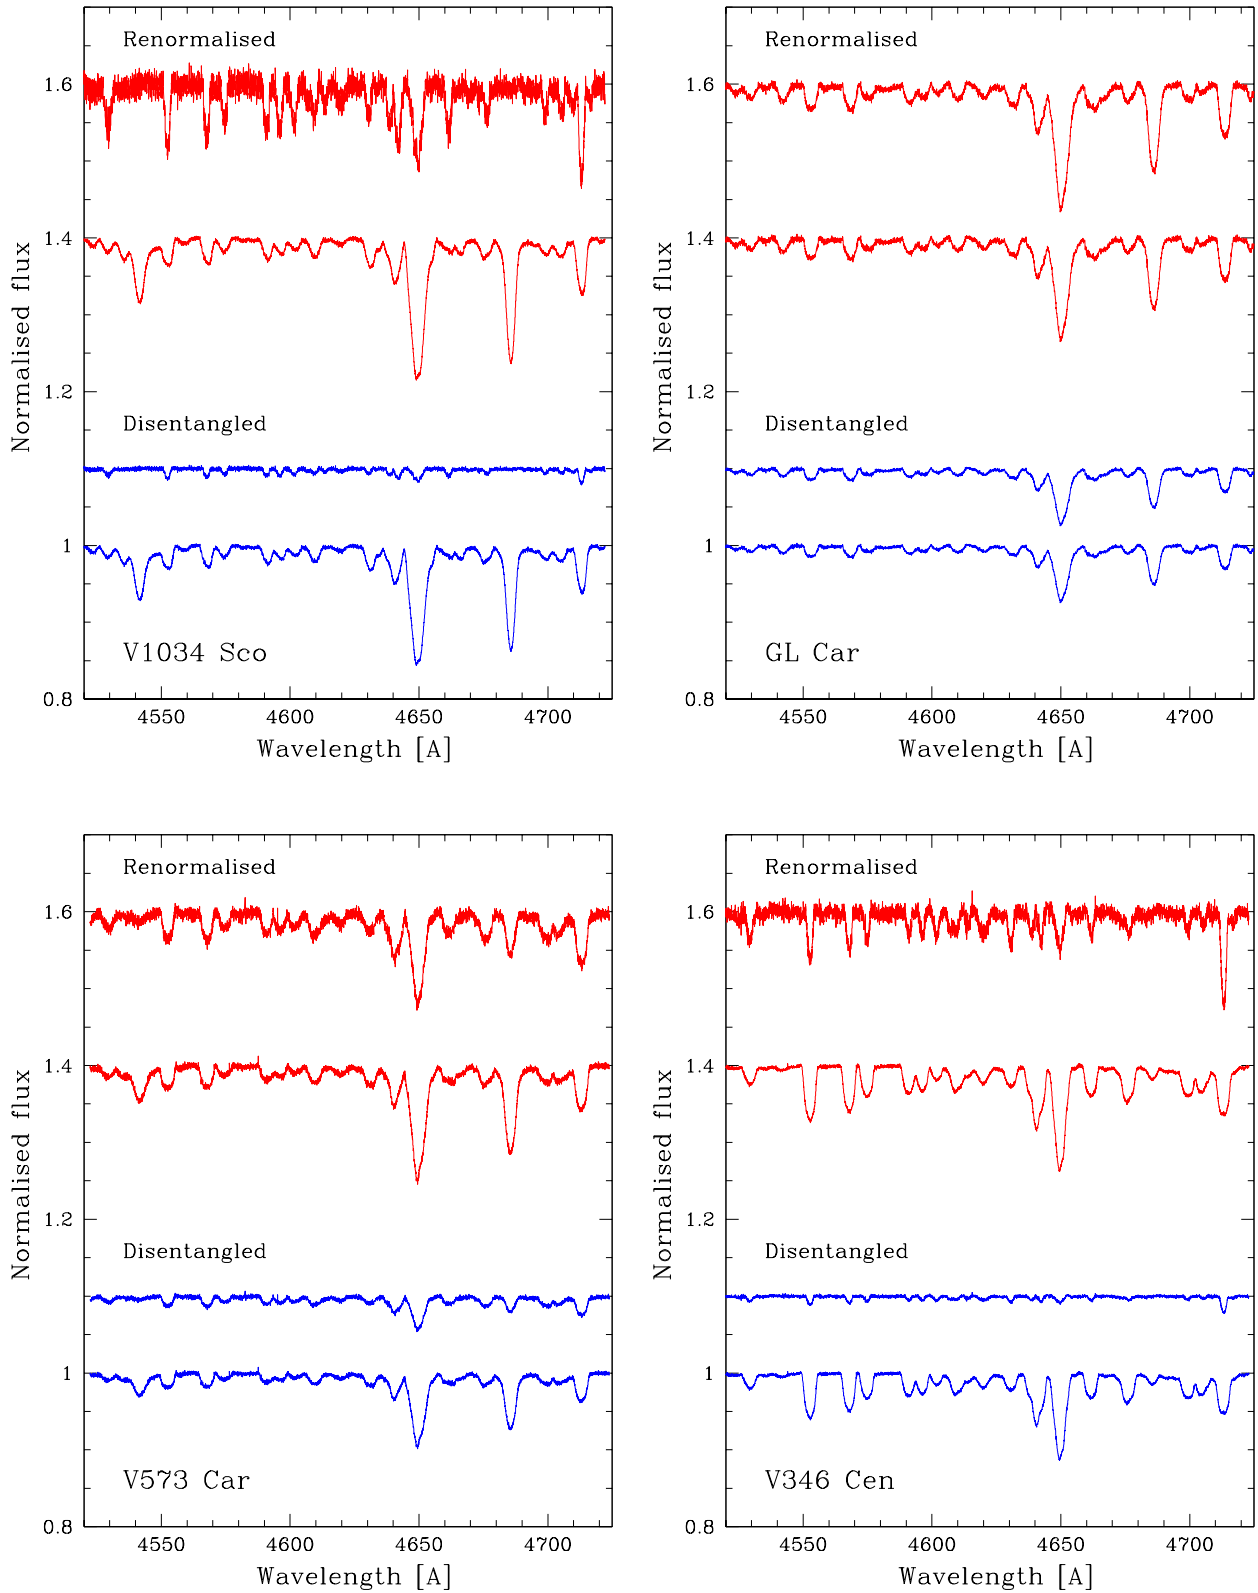 Renormalised
1.6
1.4
1.2
1
0.8
Normalised flux
Disentangled
V1034 Sco
4550 4600 4650 4700
Wavelength [A]
Renormalised
1.6
1.4
1.2
1
0.8
Normalised flux
Disentangled
GL Car
4550 4600 4650 4700
Wavelength [A]
Renormalised
1.6
1.4
1.2
1
0.8
Normalised flux
Disentangled
V573 Car
4550 4600 4650 4700
Wavelength [A]
Renormalised
1.6
1.4
1.2
1
0.8
Normalised flux
Disentangled
V346 Cen
4550 4600 4650 4700
Wavelength [A]